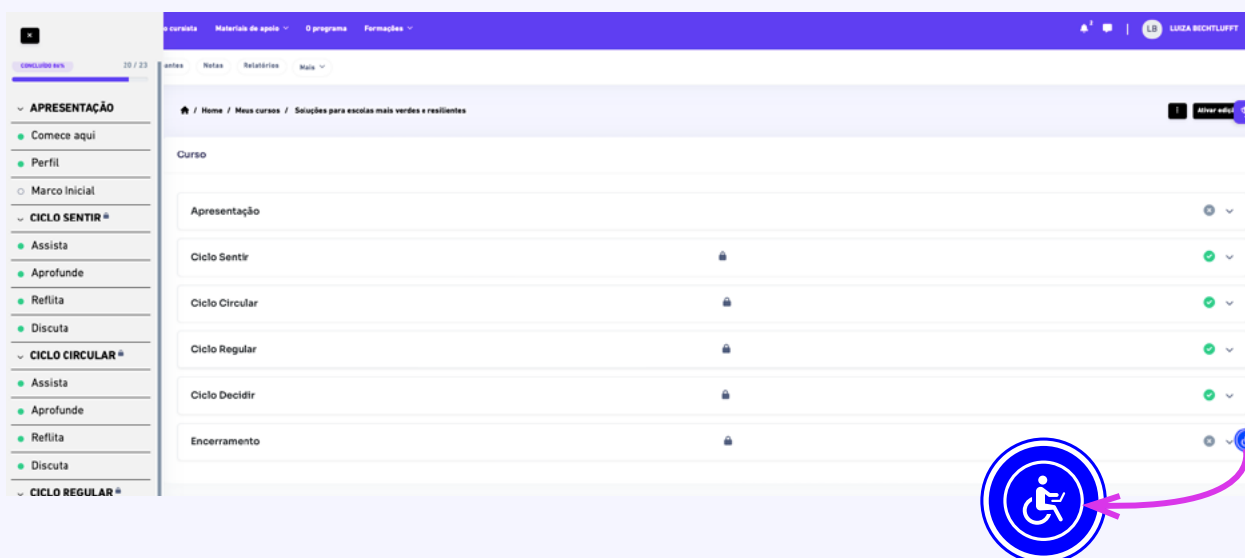 o cursista Materiais de apoio O programa Formações 2 LB LUIZA BECHTLUFFT
CONCLUÍDO 86% 20 / 23
antes Notas Relatórios Mais
APRESENTAÇÃO
/ Home / Meus cursos / Soluções para escolas mais verdes e resilientes
Ativar ediçã
Comece aqui
Perfil
Marco Inicial
CICLO SENTIR
Assista
Aprofunde
Reflita
Discuta
CICLO CIRCULAR
Assista
Aprofunde
Reflita
Discuta
CICLO REGULAR
Curso
Apresentação
Ciclo Sentir
Ciclo Circular
Ciclo Regular
Ciclo Decidir
Encerramento